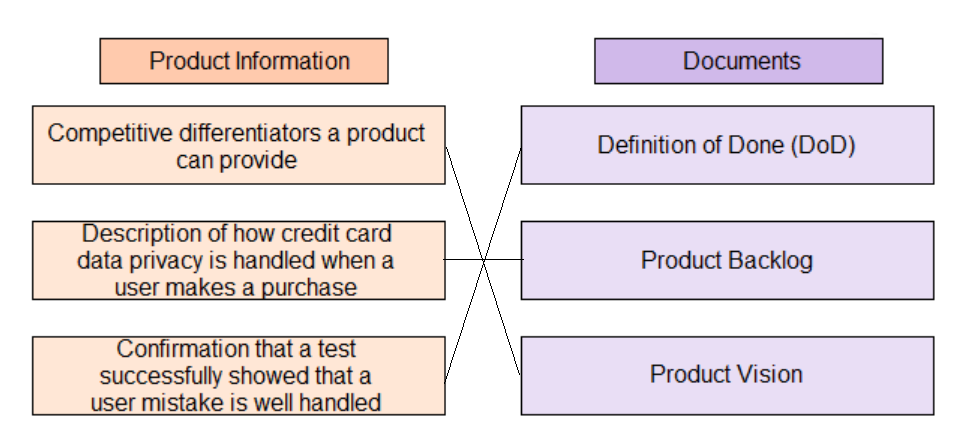 Product Information
Documents
Competitive differentiators a product
can provide
Definition of Done (DoD)
Description of how credit card
data privacy is handled when a
user makes a purchase
Product Backlog
Confirmation that a test
successfully showed that a
user mistake is well handled
Product Vision